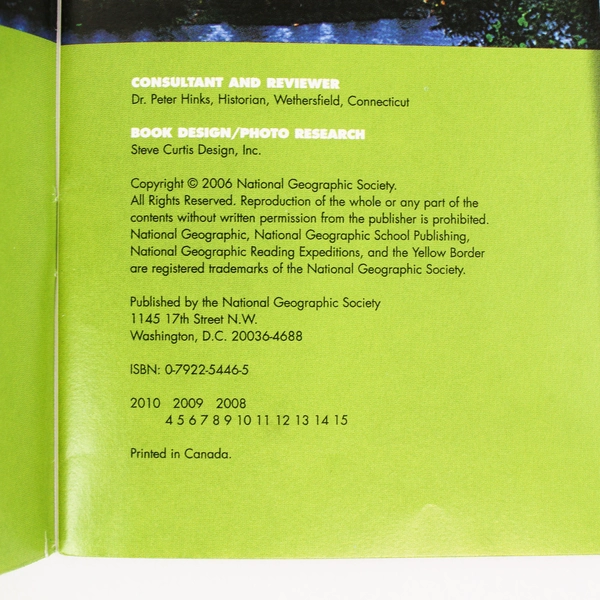 CONSULTANT AND REVIEWER
Dr. Peter Hinks, Historian, Wethersfield, Connecticut
BOOK DESIGN/PHOTO RESEARCH
Steve Curtis Design, Inc.
Copyright © 2006 National Geographic Society.
All Rights Reserved. Reproduction of the whole or any part of the
contents without written permission from the publisher is prohibited.
National Geographic, National Geographic School Publishing,
National Geographic Reading Expeditions, and the Yellow Border
are registered trademarks of the National Geographic Society.
Published by the National Geographic Society
1145 17th Street N.W.
Washington, D.C. 20036-4688
ISBN: 0-7922-5446-5
2010 2009 2008
4 5 6 7 8 9 10 11 12 13 14 15
Printed in Canada.